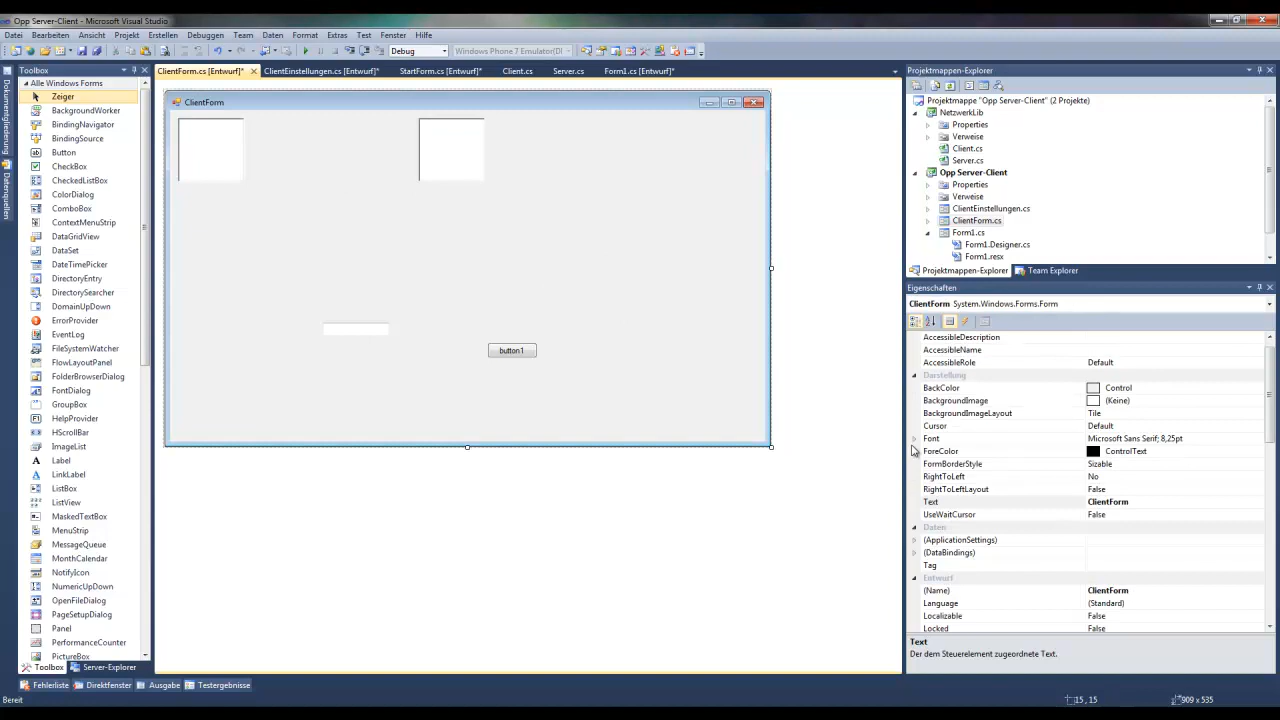 Opp Server-Client - Microsoft Visual Studio
Datei Bearbeiten Ansicht Projekt Erstellen Debuggen Team Daten Format Extras Test Fenster Hilfe
Debug Windows Phone 7 Emulator(D
Toolbox
Alle Windows Forms
Zeiger
BackgroundWorker
BindingNavigator
BindingSource
Button
CheckBox
CheckedListBox
ColorDialog
ComboBox
ContextMenuStrip
DataGridView
DataSet
DateTimePicker
DirectoryEntry
DirectorySearcher
DomainUpDown
ErrorProvider
EventLog
FileSystemWatcher
FlowLayoutPanel
FolderBrowserDialog
FontDialog
GroupBox
HelpProvider
HScrollBar
ImageList
Label
LinkLabel
ListBox
ListView
MaskedTextBox
MenuStrip
MessageQueue
MonthCalendar
NotifyIcon
NumericUpDown
OpenFileDialog
PageSetupDialog
Panel
PerformanceCounter
PictureBox
Toolbox Server-Explorer
Dokumentgliederung
Datenquellen
ClientForm.cs [Entwurf]* ClientEinstellungen.cs [Entwurf]* StartForm.cs [Entwurf]* Client.cs Server.cs Form1.cs [Entwurf]*
ClientForm
button1
Projektmappen-Explorer
Projektmappe "Opp Server-Client" (2 Projekte)
NetzwerkLib
Properties
Verweise
Client.cs
Server.cs
Opp Server-Client
Properties
Verweise
ClientEinstellungen.cs
ClientForm.cs
Form1.cs
Form1.Designer.cs
Form1.resx
Projektmappen-Explorer Team Explorer
Eigenschaften
ClientForm System.Windows.Forms.Form
AccessibleDescription
AccessibleName
AccessibleRole Default
Darstellung
BackColor Control
BackgroundImage (Keine)
BackgroundImageLayout Tile
Cursor Default
Font Microsoft Sans Serif; 8,25pt
ForeColor ControlText
FormBorderStyle Sizable
RightToLeft No
RightToLeftLayout False
Text ClientForm
UseWaitCursor False
Daten
(ApplicationSettings)
(DataBindings)
Tag
Entwurf
(Name) ClientForm
Language (Standard)
Localizable False
Locked False
Text
Der dem Steuerelement zugeordnete Text.
Fehlerliste Direktfenster Ausgabe Testergebnisse
Bereit 15 , 15 909 x 535